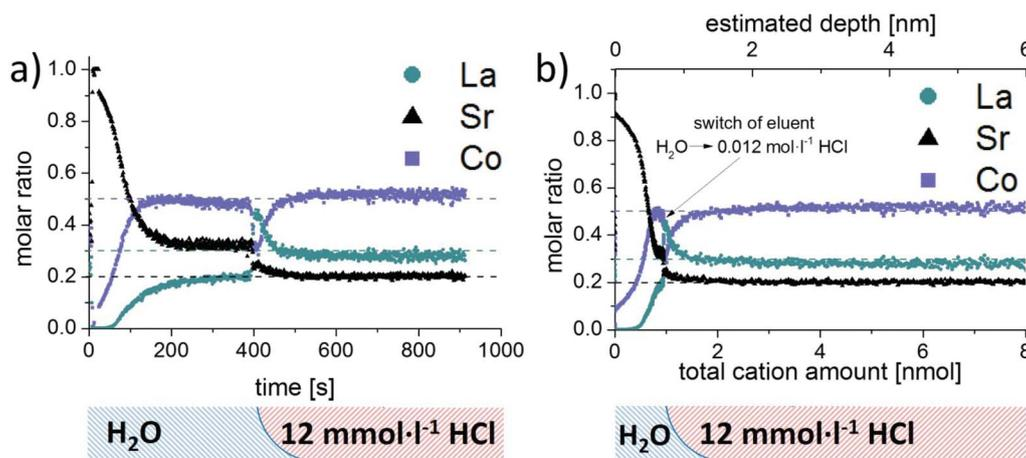 a)
La
Sr
Co
molar ratio
1.0
0.8
0.6
0.4
0.2
0.0
0 200 400 600 800 1000
time [s]
H₂O 12 mmol·l⁻¹ HCl
estimated depth [nm]
0 2 4 6
b)
La
Sr
Co
switch of eluent
H₂O → 0.012 mol·l⁻¹ HCl
molar ratio
1.0
0.8
0.6
0.4
0.2
0.0
0 2 4 6 8
total cation amount [nmol]
H₂O 12 mmol·l⁻¹ HCl